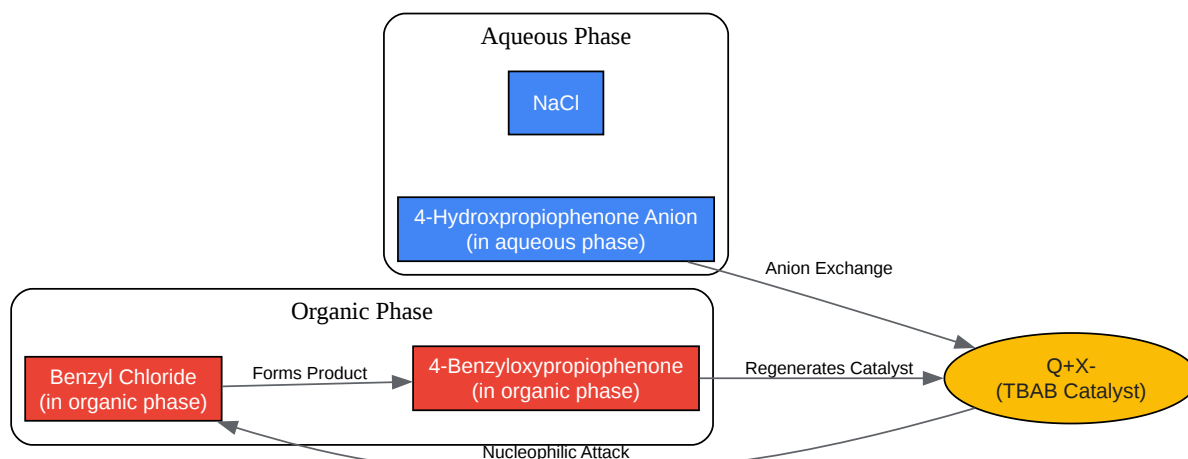 Aqueous Phase
NaCl
4-Hydroxpropiophenone Anion
(in aqueous phase)
Anion Exchange
Organic Phase
Benzyl Chloride
(in organic phase)
Forms Product
4-Benzyloxypropiophenone
(in organic phase)
Regenerates Catalyst
Q+X-
(TBAB Catalyst)
Nucleophilic Attack